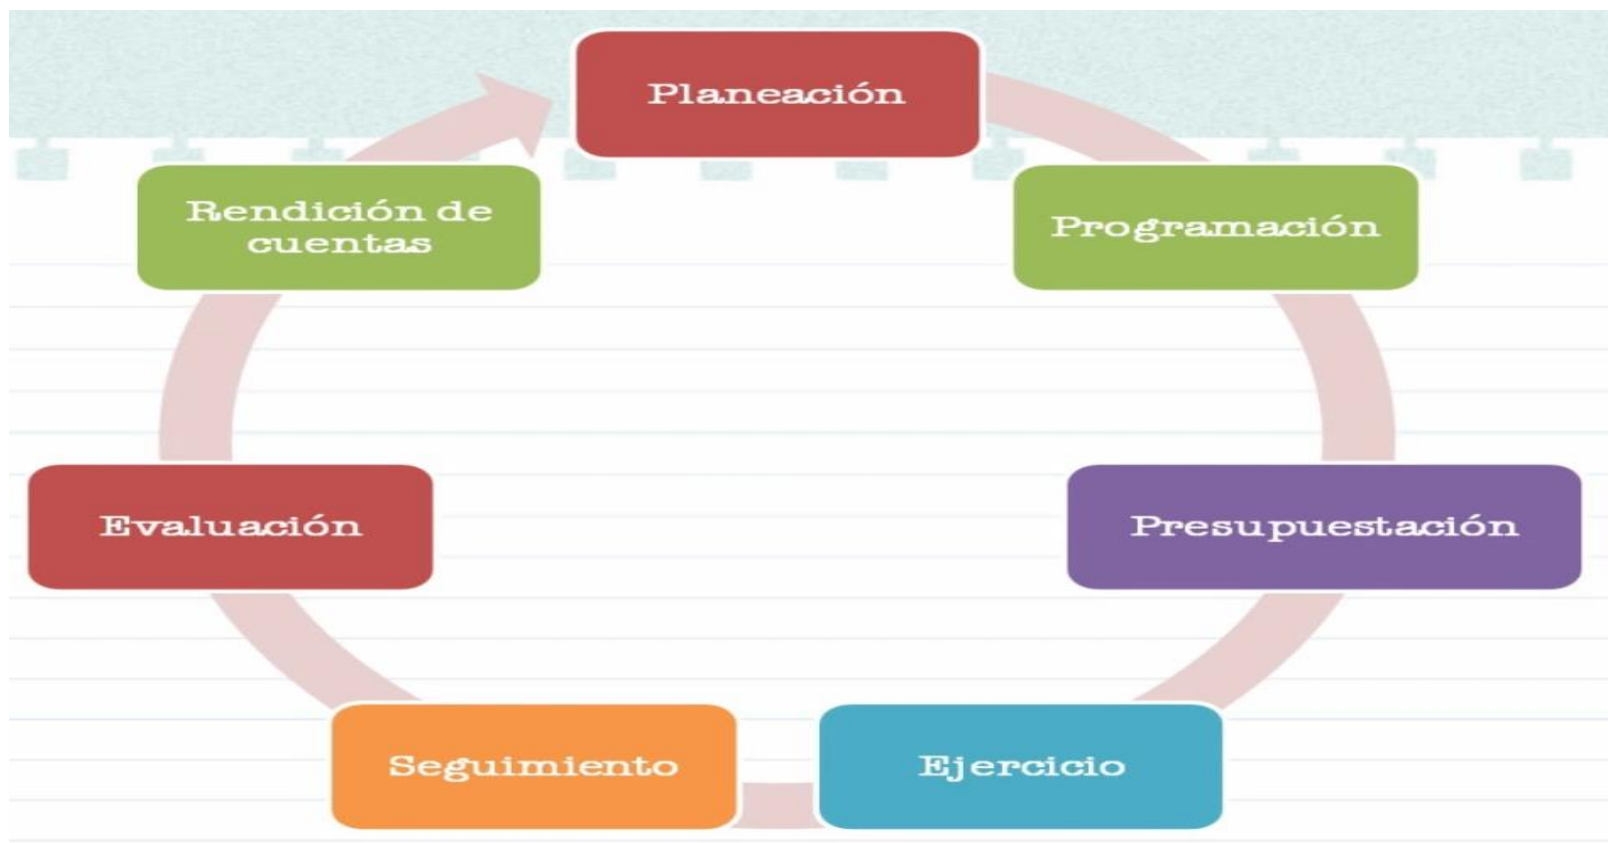 Planeación
Programación
Presupuestación
Ejercicio
Seguimiento
Evaluación
Rendición de
cuentas